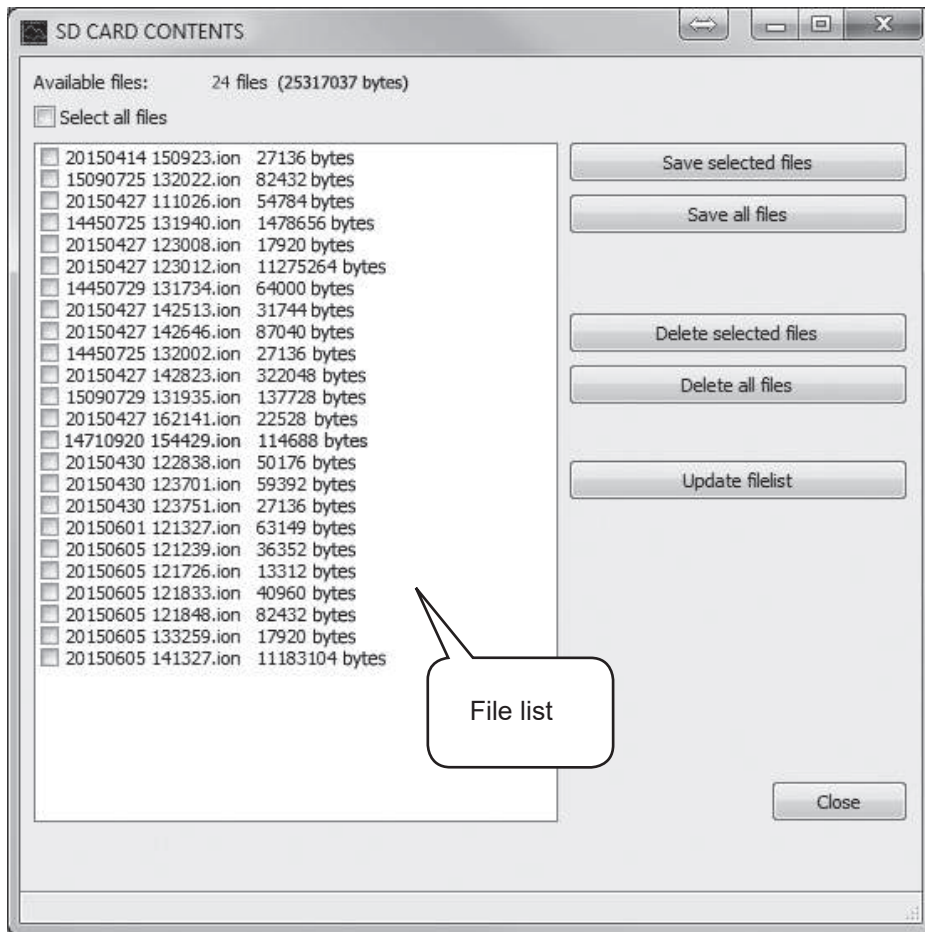 SD CARD CONTENTS
Available files: 24 files (25317037 bytes)
Select all files
20150414 150923.ion 27136 bytes
15090725 132022.ion 82432 bytes
20150427 111026.ion 54784 bytes
14450725 131940.ion 1478656 bytes
20150427 123008.ion 17920 bytes
20150427 123012.ion 11275264 bytes
14450729 131734.ion 64000 bytes
20150427 142513.ion 31744 bytes
20150427 142646.ion 87040 bytes
14450725 132002.ion 27136 bytes
20150427 142823.ion 322048 bytes
15090729 131935.ion 137728 bytes
20150427 162141.ion 22528 bytes
14710920 154429.ion 114688 bytes
20150430 122838.ion 50176 bytes
20150430 123701.ion 59392 bytes
20150430 123751.ion 27136 bytes
20150601 121327.ion 63149 bytes
20150605 121239.ion 36352 bytes
20150605 121726.ion 13312 bytes
20150605 121833.ion 40960 bytes
20150605 121848.ion 82432 bytes
20150605 133259.ion 17920 bytes
20150605 141327.ion 11183104 bytes
File list
Save selected files
Save all files
Delete selected files
Delete all files
Update filelist
Close